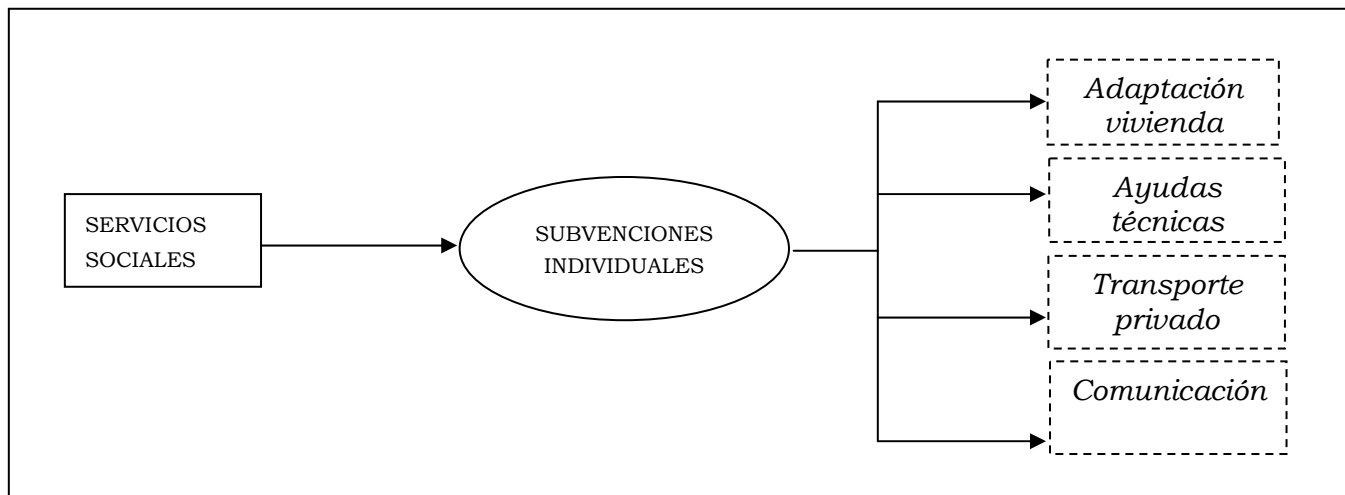 SERVICIOS
SOCIALES
SUBVENCIONES
INDIVIDUALES
Adaptación
vivienda
Ayudas
técnicas
Transporte
privado
Comunicación